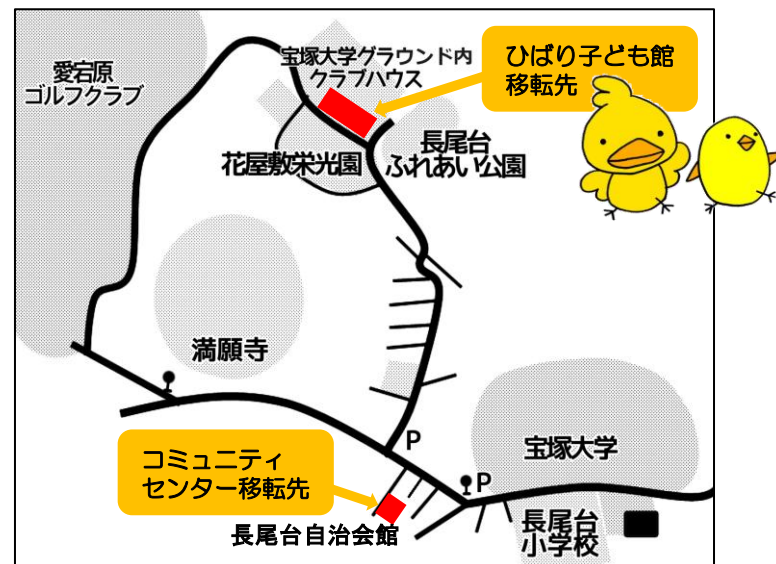 愛宕原
ゴルフクラブ
宝塚大学グラウンド内
クラブハウス
ひばり子ども館
移転先
花屋敷栄光園
長尾台
ふれあい公園
満願寺
P
コミュニティ
センター移転先
長尾台自治会館
P
宝塚大学
長尾台
小学校